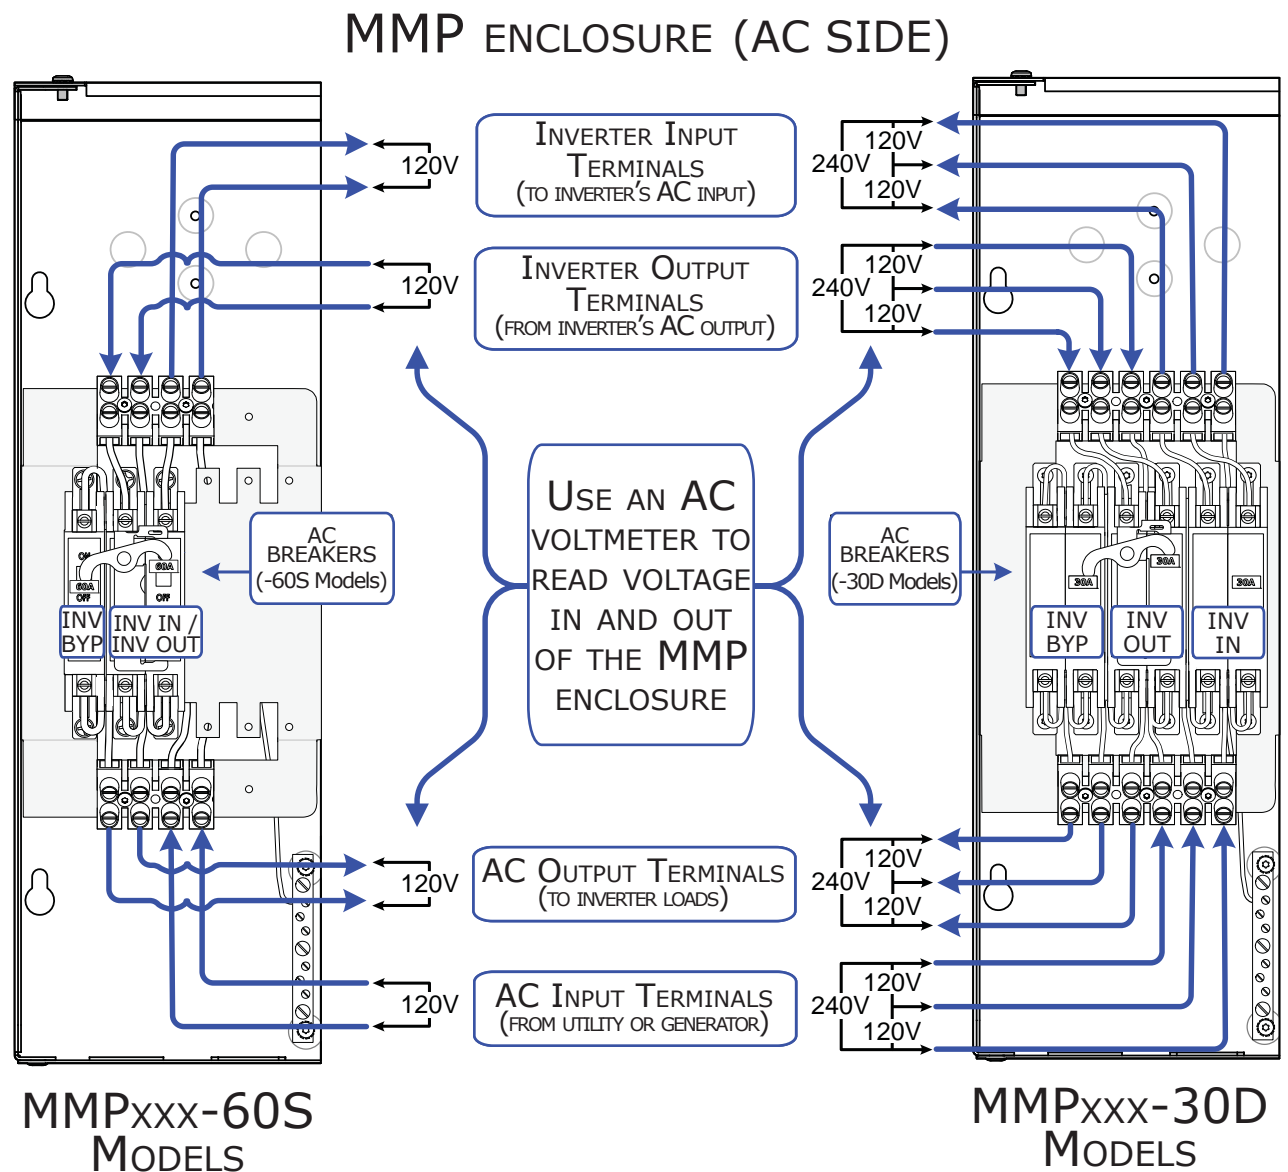 MMP ENCLOSURE (AC SIDE)
120V
INVERTER INPUT
TERMINALS
(TO INVERTER'S AC INPUT)
120V
240V
120V
120V
INVERTER OUTPUT
TERMINALS
(FROM INVERTER'S AC OUTPUT)
120V
240V
120V
USE AN AC
VOLTMETER TO
READ VOLTAGE
IN AND OUT
OF THE MMP
ENCLOSURE
AC
BREAKERS
(-60S Models)
AC
BREAKERS
(-30D Models)
ON
60A
60A
OFF
OFF
INV
BYP
INV IN /
INV OUT
30A
30A
30A
INV
BYP
INV
OUT
INV
IN
120V
AC OUTPUT TERMINALS
(TO INVERTER LOADS)
120V
240V
120V
120V
AC INPUT TERMINALS
(FROM UTILITY OR GENERATOR)
120V
240V
120V
MMPXXX-60S
MODELS
MMPXXX-30D
MODELS